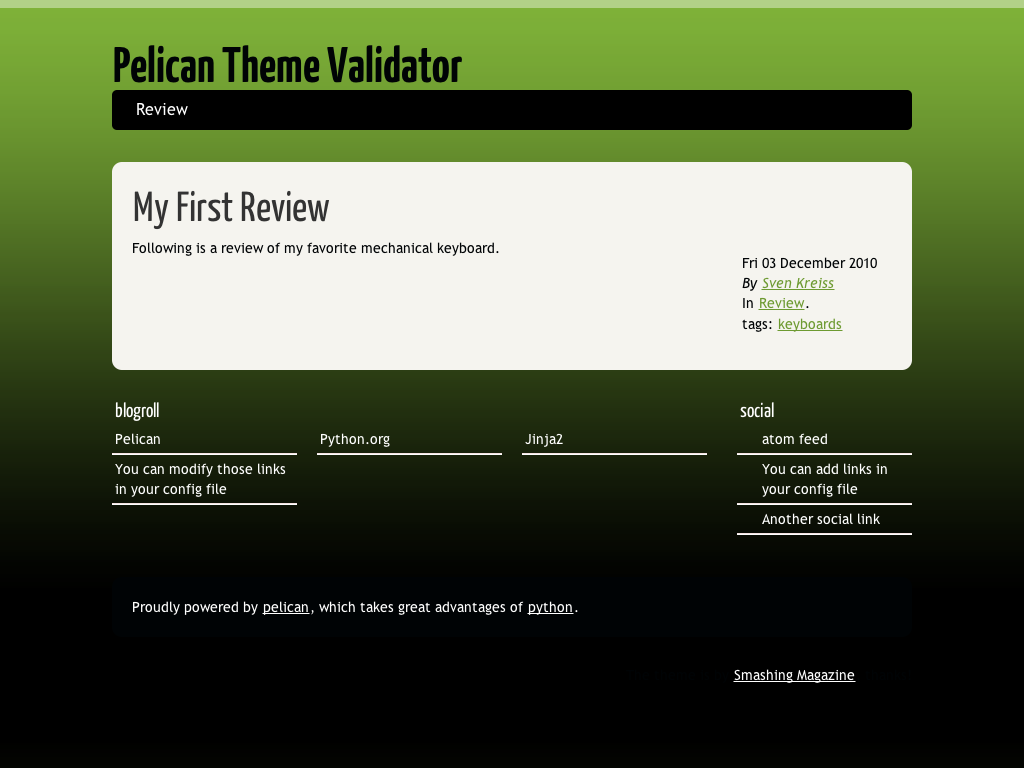 Pelican Theme Validator
Review
My First Review
Following is a review of my favorite mechanical keyboard.
Fri 03 December 2010
By Sven Kreiss
In Review.
tags: keyboards
blogroll
Pelican
Python.org
Jinja2
You can modify those links
in your config file
social
atom feed
You can add links in
your config file
Another social link
Proudly powered by pelican, which takes great advantages of python.
Smashing Magazine